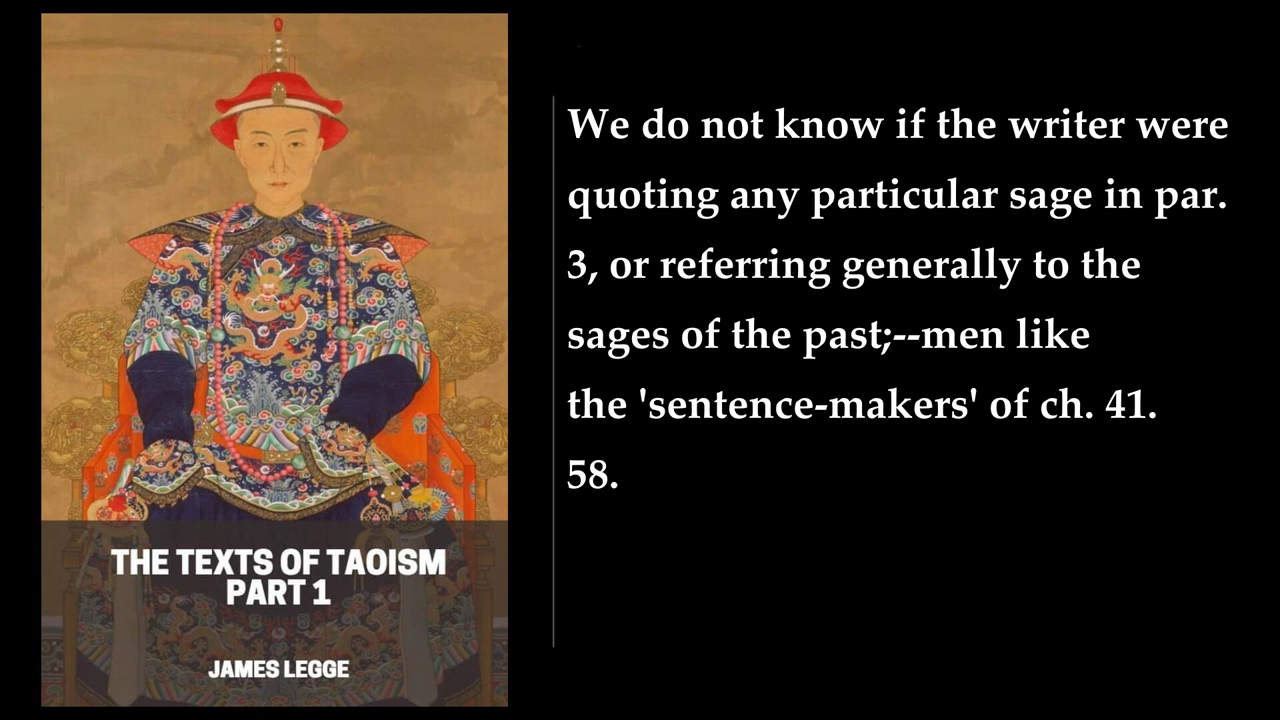 THE TEXTS OF TAOISM
PART 1
JAMES LEGGE
We do not know if the writer were
quoting any particular sage in par.
3, or referring generally to the
sages of the past;--men like
the 'sentence-makers' of ch. 41.
58.